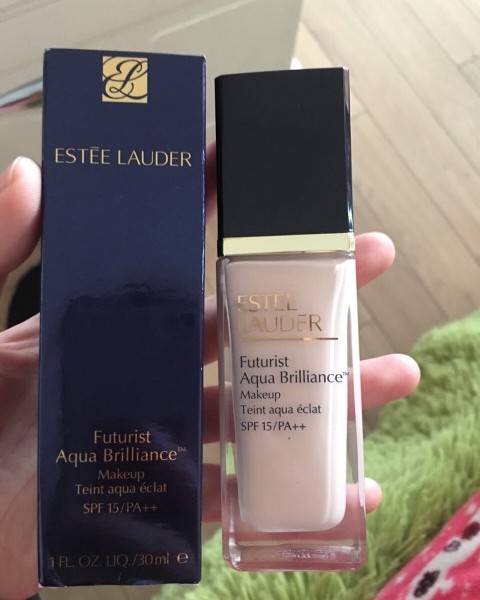 ESTĒE LAUDER
Futurist
Aqua Brilliance™
Makeup
Teint aqua éclat
SPF 15/PA++
1 FL. OZ. LIQ./30 ml e
ESTĒE
LAUDER
Futurist
Aqua Brilliance™
Makeup
Teint aqua éclat
SPF 15/PA++